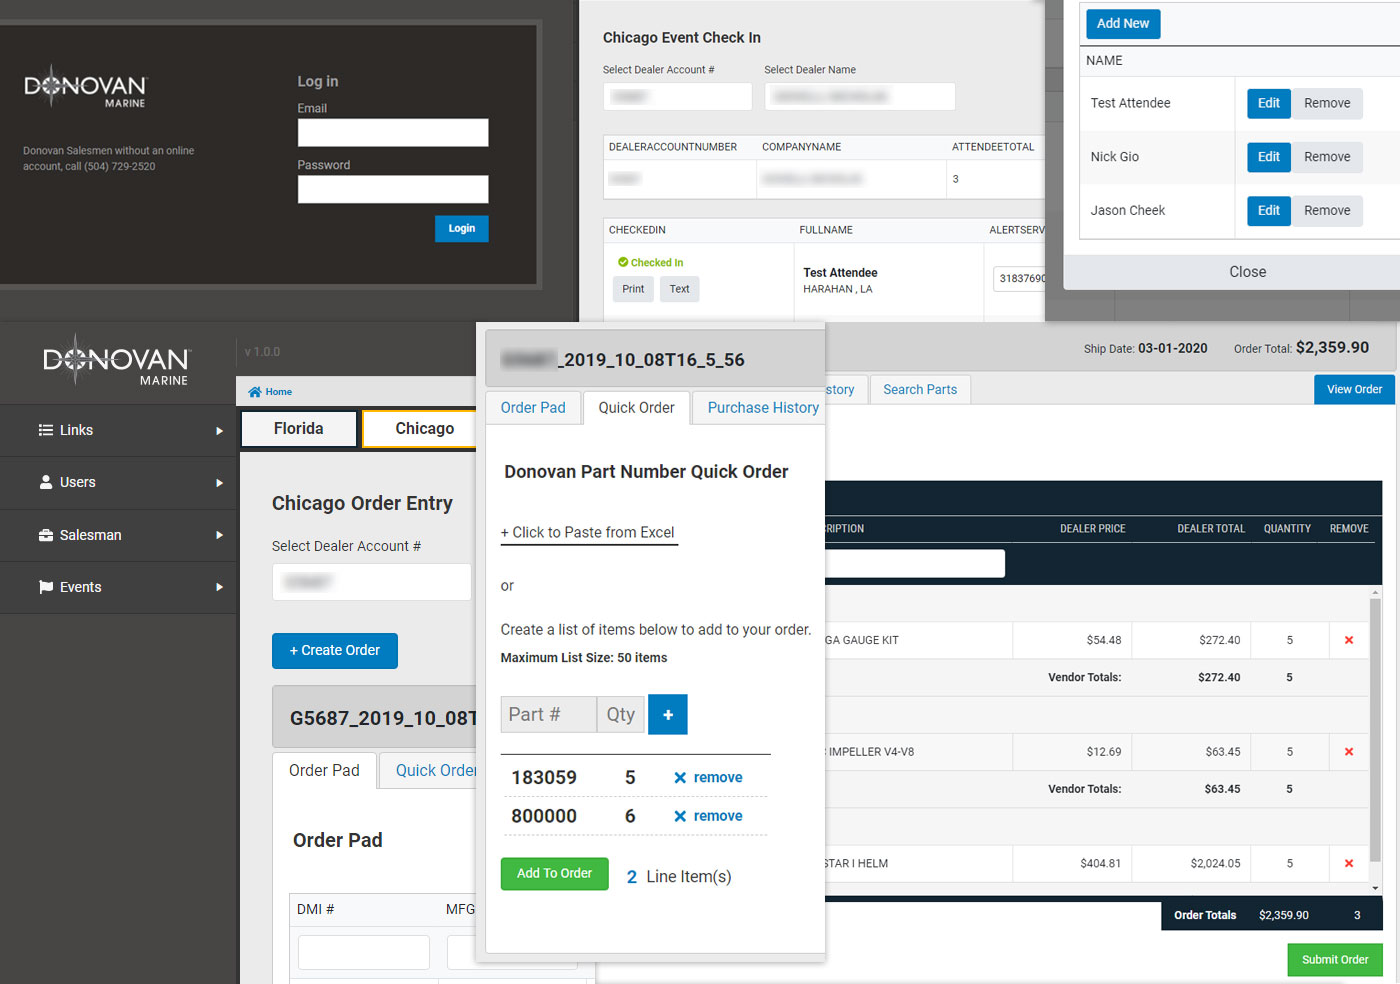 DONOVAN
MARINE
Donovan Salesmen without an online
account, call (504) 729-2520
Log in
Email
Password
Login
Chicago Event Check In
Select Dealer Account #
Select Dealer Name
DEALERACCOUNTNUMBER COMPANYNAME ATTENDEETOTAL
3
CHECKEDIN FULLNAME ALERTSERV
Checked In
Print Text
Test Attendee
HARAHAN , LA
31837690
Add New
NAME
Test Attendee Edit Remove
Nick Gio Edit Remove
Jason Cheek Edit Remove
Close
DONOVAN
MARINE
Links
Users
Salesman
Events
v 1.0.0
Home
Florida Chicago
Chicago Order Entry
Select Dealer Account #
+ Create Order
G5687_2019_10_08T
Order Pad Quick Order
Order Pad
DMI # MFG
_2019_10_08T16_5_56
Order Pad Quick Order Purchase History
Donovan Part Number Quick Order
+ Click to Paste from Excel
or
Create a list of items below to add to your order.
Maximum List Size: 50 items
Part # Qty +
183059 5 × remove
800000 6 × remove
Add To Order 2 Line Item(s)
Ship Date: 03-01-2020 Order Total: $2,359.90
story Search Parts View Order
RIPTION DEALER PRICE DEALER TOTAL QUANTITY REMOVE
GA GAUGE KIT $54.48 $272.40 5 ×
Vendor Totals: $272.40 5
IMPELLER V4-V8 $12.69 $63.45 5 ×
Vendor Totals: $63.45 5
STAR I HELM $404.81 $2,024.05 5 ×
Order Totals $2,359.90 3
Submit Order